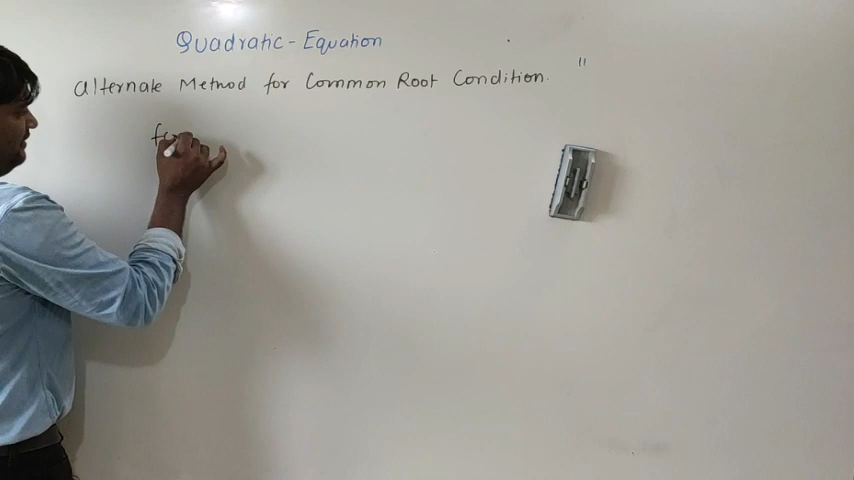 Quadratic - Equation
Alternate Method for Common Root Condition. "
f(